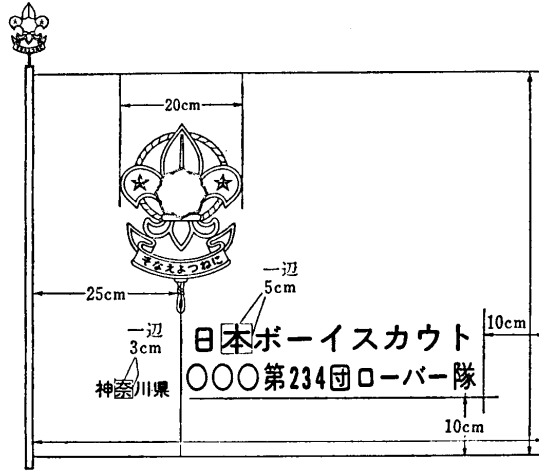 20cm
そなえよつねに
25cm
一辺
5cm
一辺
3cm
日本ボーイスカウト
10cm
神奈川県
〇〇〇第234団ローバー隊
10cm